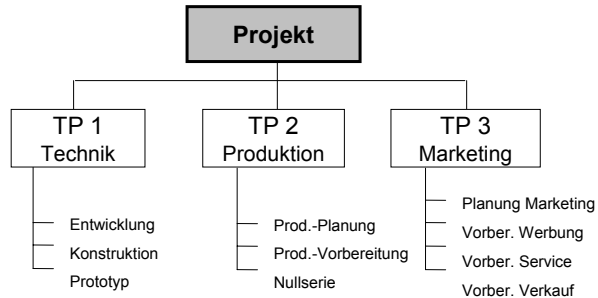 Projekt
TP 1
Technik
Entwicklung
Konstruktion
Prototyp
TP 2
Produktion
Prod.-Planung
Prod.-Vorbereitung
Nullserie
TP 3
Marketing
Planung Marketing
Vorber. Werbung
Vorber. Service
Vorber. Verkauf